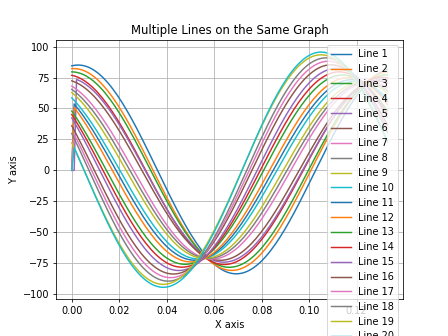 Multiple Lines on the Same Graph
100
75
50
25
0
−25
−50
−75
−100
Y axis
0.00
0.02
0.04
0.06
0.08
0.10
X axis
Line 1
Line 2
Line 3
Line 4
Line 5
Line 6
Line 7
Line 8
Line 9
Line 10
Line 11
Line 12
Line 13
Line 14
Line 15
Line 16
Line 17
Line 18
Line 19
Line 20